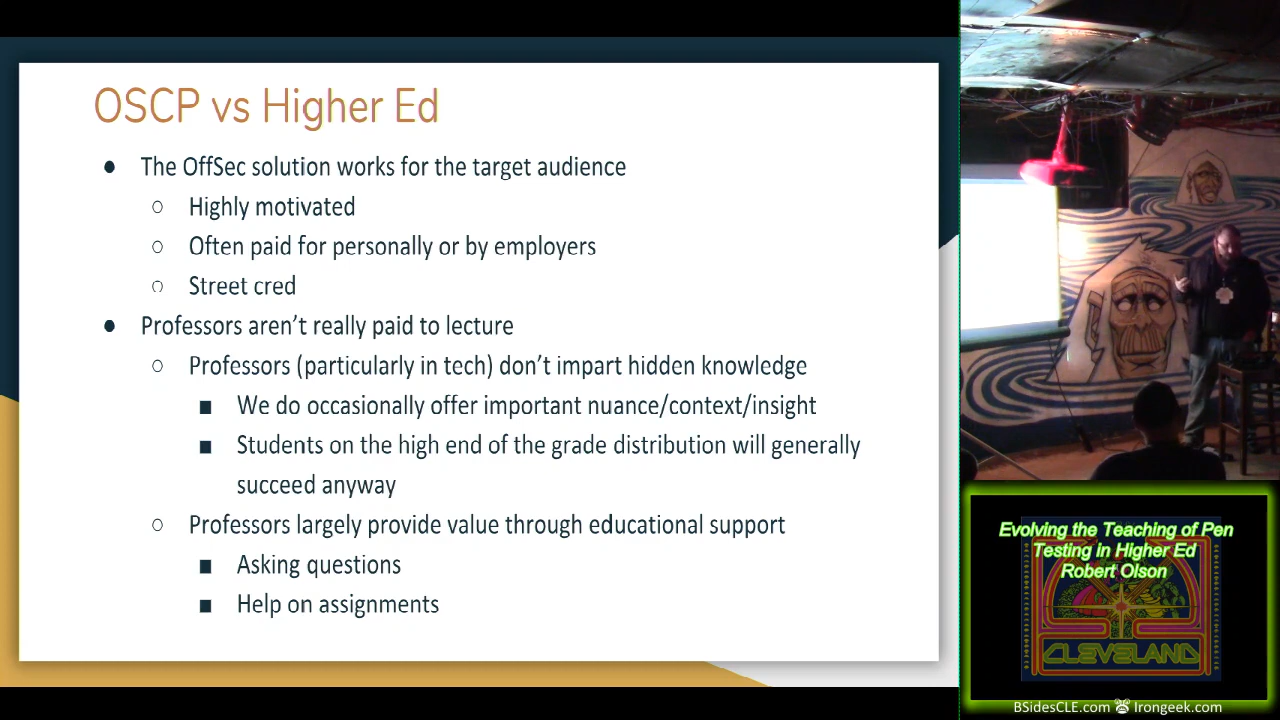 OSCP vs Higher Ed
● The OffSec solution works for the target audience
○ Highly motivated
○ Often paid for personally or by employers
○ Street cred
● Professors aren't really paid to lecture
○ Professors (particularly in tech) don't impart hidden knowledge
■ We do occasionally offer important nuance/context/insight
■ Students on the high end of the grade distribution will generally
succeed anyway
○ Professors largely provide value through educational support
■ Asking questions
■ Help on assignments
Evolving the Teaching of Pen
Testing in Higher Ed
Robert Olson
CLEVELAND
BSidesCLE.com Irongeek.com